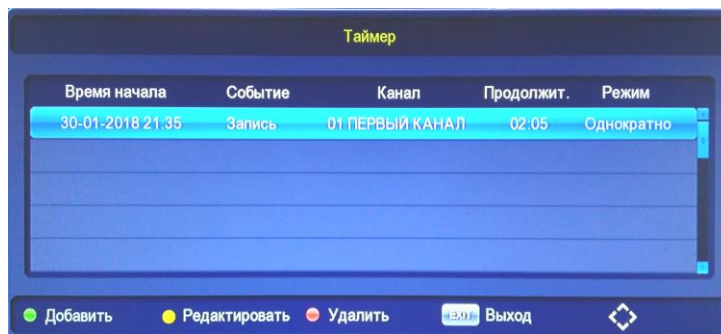 Таймер
Время начала Событие Канал Продолжит. Режим
30-01-2018 21:35 Запись 01 ПЕРВЫЙ КАНАЛ 02:05 Однократно
Добавить Редактировать Удалить EXIT Выход